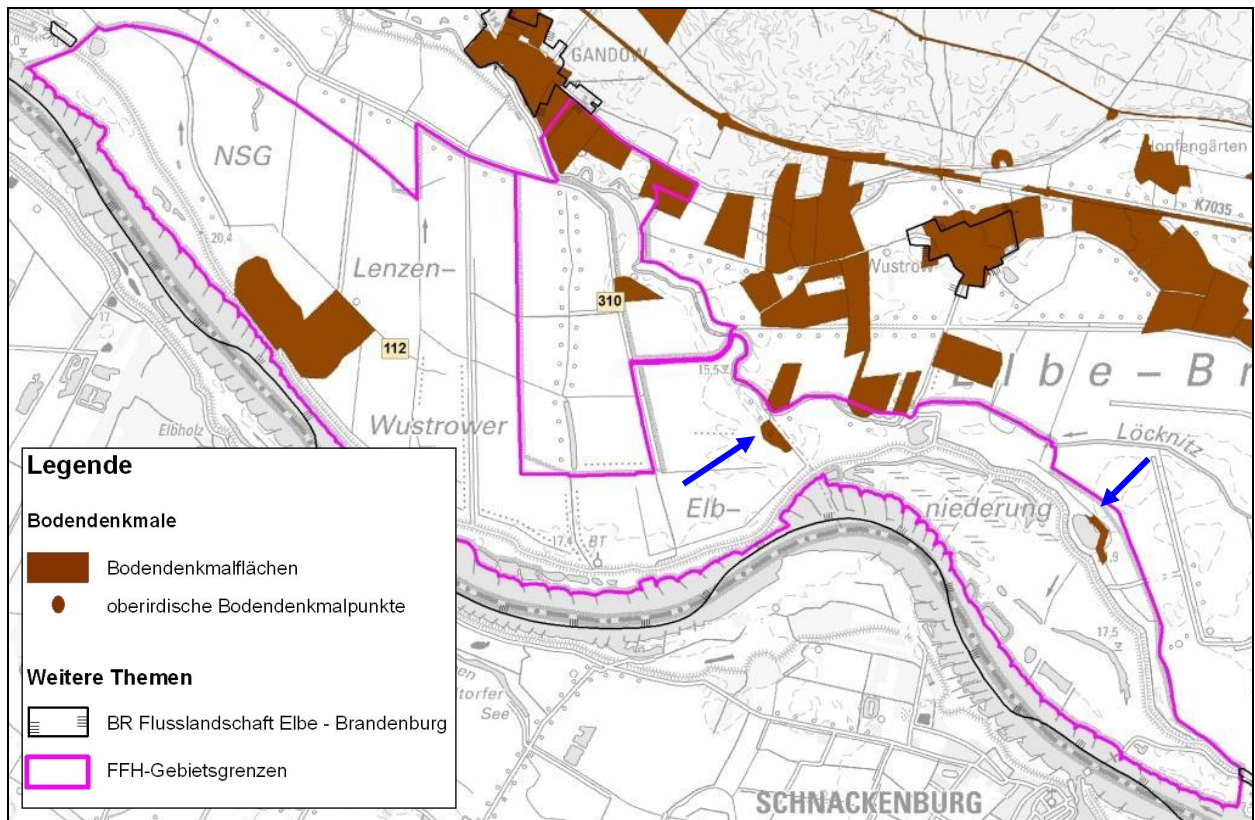 GANDOW
NSG
Hopfengärten
K7035
20,4
Lenzen-
Wustrow
310
17
112
15,5
Elbe-Br
Elbholz
Wustrower
Löcknitz
Elb-
niederung
17,4
BT
17,5
See
SCHNACKENBURG
Legende
Bodendenkmale
Bodendenkmalflächen
oberirdische Bodendenkmalpunkte
Weitere Themen
BR Flusslandschaft Elbe - Brandenburg
FFH-Gebietsgrenzen